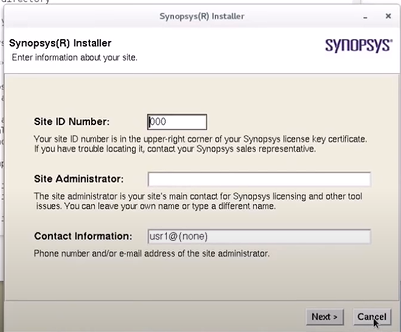 Synopsys(R) Installer
Synopsys(R) Installer
SYNOPSYS®
Enter information about your site.
Site ID Number: 000
Your site ID number is in the upper-right corner of your Synopsys license key certificate.
If you have trouble locating it, contact your Synopsys sales representative.
Site Administrator:
The site administrator is your site's main contact for Synopsys licensing and other tool
issues. You can leave your own name or type a different name.
Contact Information: usr1@(none)
Phone number and/or e-mail address of the site administrator.
Next > Cancel